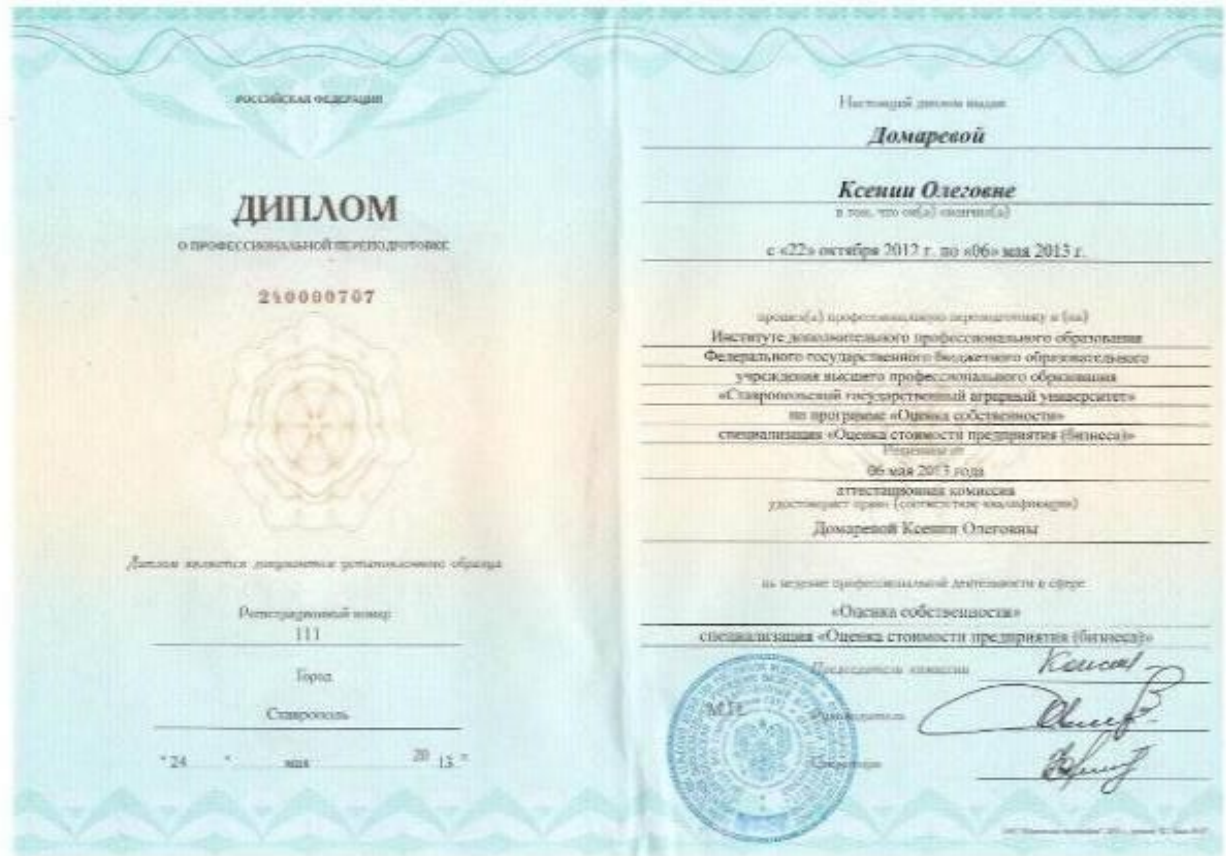 РОССИЙСКАЯ ФЕДЕРАЦИЯ
ДИПЛОМ
О ПРОФЕССИОНАЛЬНОЙ ПЕРЕПОДГОТОВКЕ
240000707
Диплом является документом установленного образца
Регистрационный номер
111
Город
Ставрополь
" 24 " мая 20 13 г.
Настоящий диплом выдан
Домаревой
Ксении Олеговне
в том, что он(а) окончил(а)
с «22» октября 2012 г. по «06» мая 2013 г.
прошел(а) профессиональную переподготовку в (на)
Институте дополнительного профессионального образования
Федерального государственного бюджетного образовательного
учреждения высшего профессионального образования
«Ставропольский государственный аграрный университет»
по программе «Оценка собственности»
специализация «Оценка стоимости предприятия (бизнеса)»
Решением от
06 мая 2013 года
аттестационная комиссия
удостоверяет право (соответствие квалификации)
Домаревой Ксении Олеговны
на ведение профессиональной деятельности в сфере
«Оценка собственности»
специализация «Оценка стоимости предприятия (бизнеса)»
Председатель комиссии
М.П.
Руководитель
Секретарь